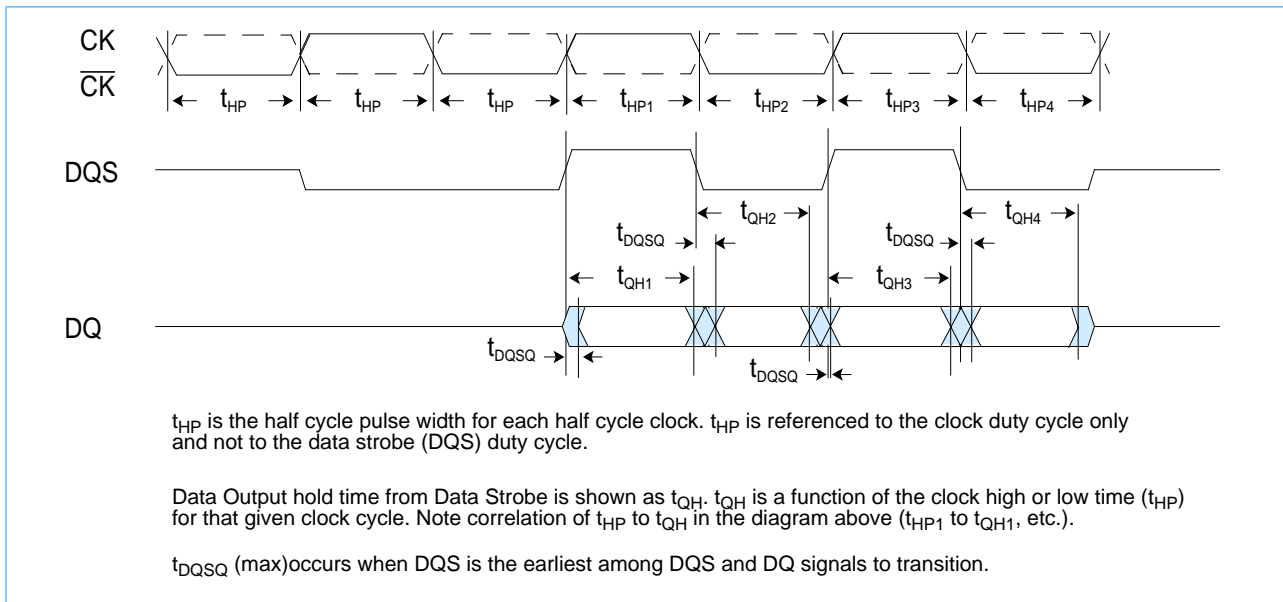 CK
CK
tHP tHP tHP tHP1 tHP2 tHP3 tHP4
DQS
tQH2 tQH4
tDQSQ tDQSQ
tQH1 tQH3
DQ
tDQSQ
tDQSQ
tHP is the half cycle pulse width for each half cycle clock. tHP is referenced to the clock duty cycle only
and not to the data strobe (DQS) duty cycle.
Data Output hold time from Data Strobe is shown as tQH. tQH is a function of the clock high or low time (tHP)
for that given clock cycle. Note correlation of tHP to tQH in the diagram above (tHP1 to tQH1, etc.).
tDQSQ (max)occurs when DQS is the earliest among DQS and DQ signals to transition.